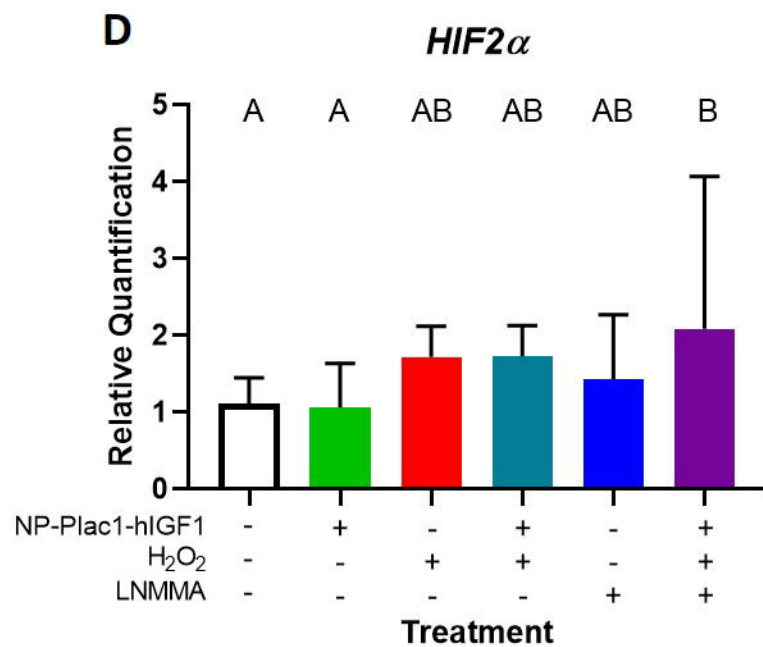 D
HIF2α
5 A A AB AB AB B
4
3
2
1
0
Relative Quantification
NP-Plac1-hIGF1 - + - + - +
H₂O₂ - - + + - +
LNMMA - - - - + +
Treatment